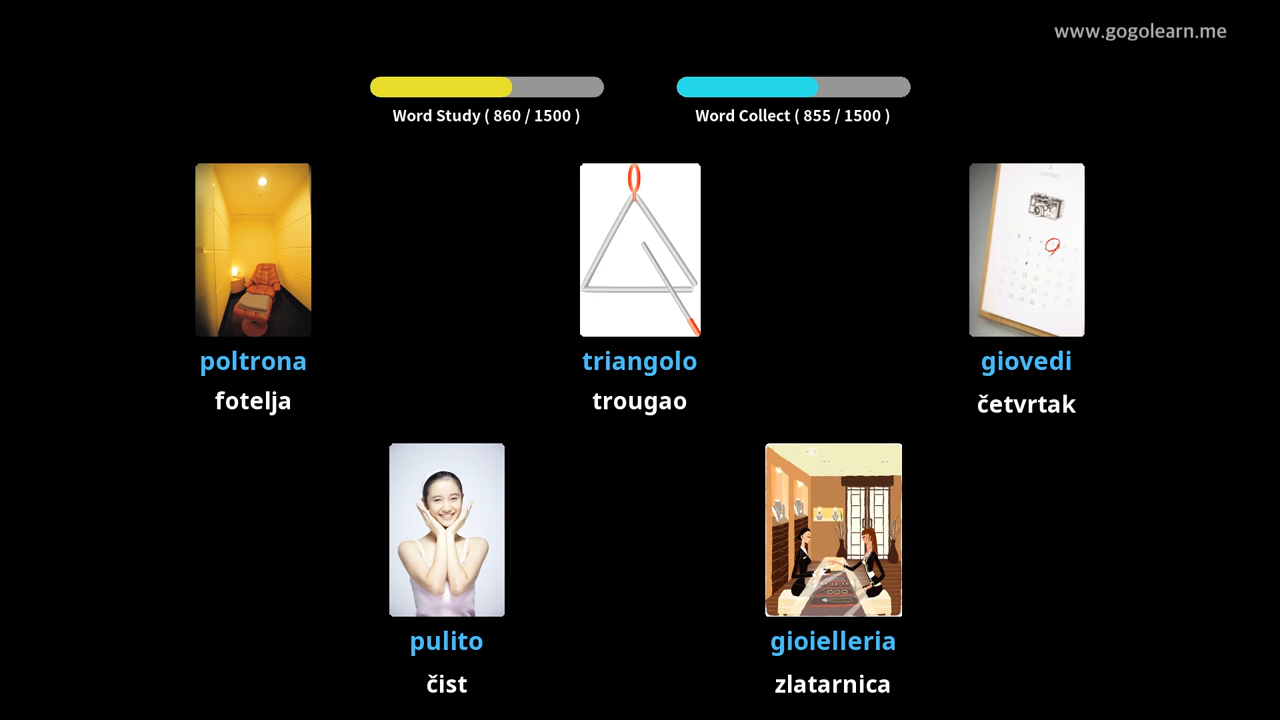 www.gogolearn.me
Word Study ( 860 / 1500 )
Word Collect ( 855 / 1500 )
poltrona
fotelja
triangolo
trougao
giovedi
četvrtak
pulito
čist
gioielleria
zlatarnica